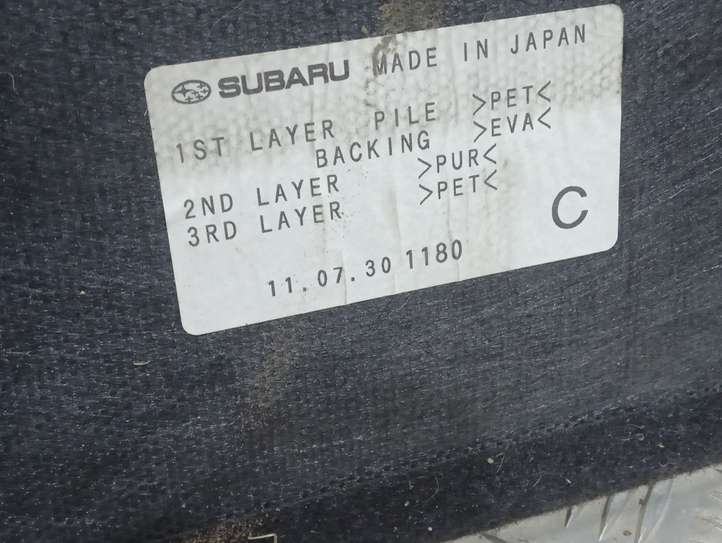 SUBARU MADE IN JAPAN
1ST LAYER PILE >PET<
BACKING >EVA<
2ND LAYER >PUR<
3RD LAYER >PET<
C
11.07.30 1180